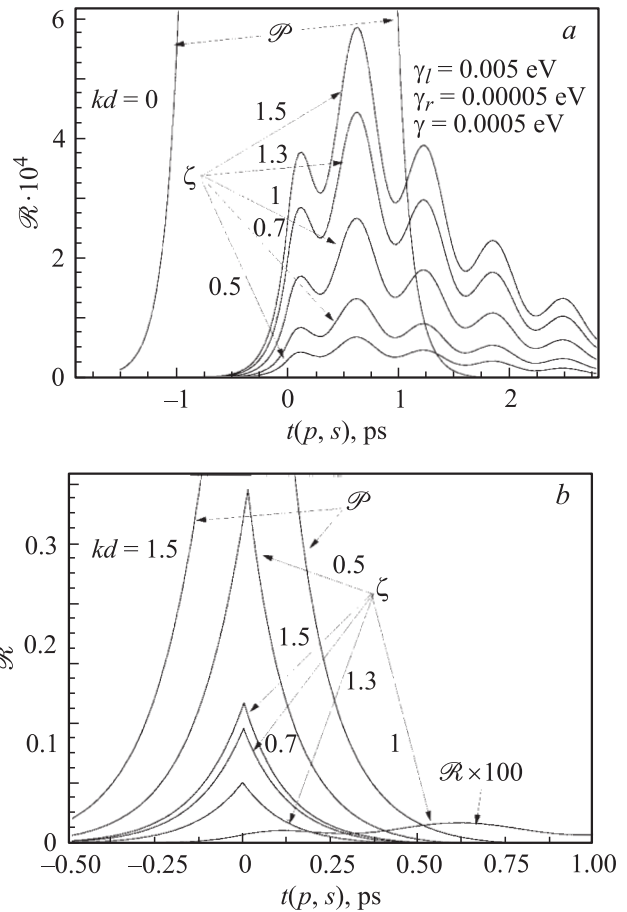 6
4
2
0
ℛ·10⁴
kd = 0
𝒫
a
γₗ = 0.005 eV
γᵣ = 0.00005 eV
γ = 0.0005 eV
1.5
1.3
1
0.7
0.5
ζ
–1
0
1
2
t(p, s), ps
b
0.3
0.2
0.1
0
ℛ
kd = 1.5
𝒫
0.5
ζ
1.5
1.3
0.7
1
ℛ×100
–0.50
–0.25
0
0.25
0.50
0.75
1.00
t(p, s), ps